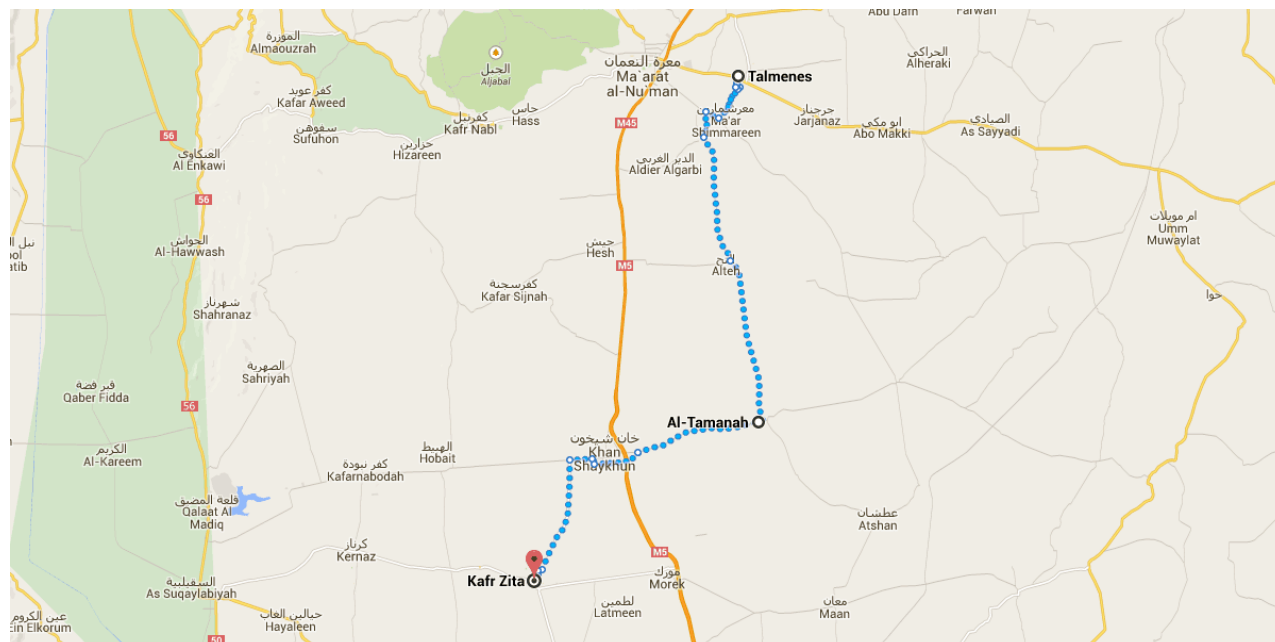 Abu Dafn
Farwan
الموزرة
Almaouzrah
الجبل
Aljabal
معرة النعمان
Ma`arat
al-Nu`man
Talmenes
الحراكي
Alheraki
كفر عويد
Kafar Aweed
حاس
Hass
كفرنبل
Kafr Nabl
معرشمارين
Ma'ar
Shimmareen
جرجناز
Jarjanaz
ابو مكي
Abo Makki
الصيادي
As Sayyadi
56
M45
سفوهن
Sufuhon
حزارين
Hizareen
العنكاوي
Al Enkawi
الدير الغربي
Aldier Algarbi
56
ام مويلات
Umm
Muwaylat
الحواش
Al-Hawwash
حيش
Hesh
التح
Alteh
M5
كفرسجنة
Kafar Sijnah
حوا
شهرناز
Shahranaz
الصهرية
Sahriyah
قبر فضة
Qaber Fidda
56
Al-Tamanah
الكريم
Al-Kareem
الهبيط
Hobait
خان شيخون
Khan
Shaykhun
كفر نبودة
Kafarnabodah
قلعة المضيق
Qalaat Al
Madiq
عطشان
Atshan
كرناز
Kernaz
M5
Kafr Zita
مورك
Morek
السقيلبية
As Suqaylabiyah
لطمين
Latmeen
معان
Maan
عين الكروم
Ein Elkorum
حيالين الغاب
Hayaleen
50